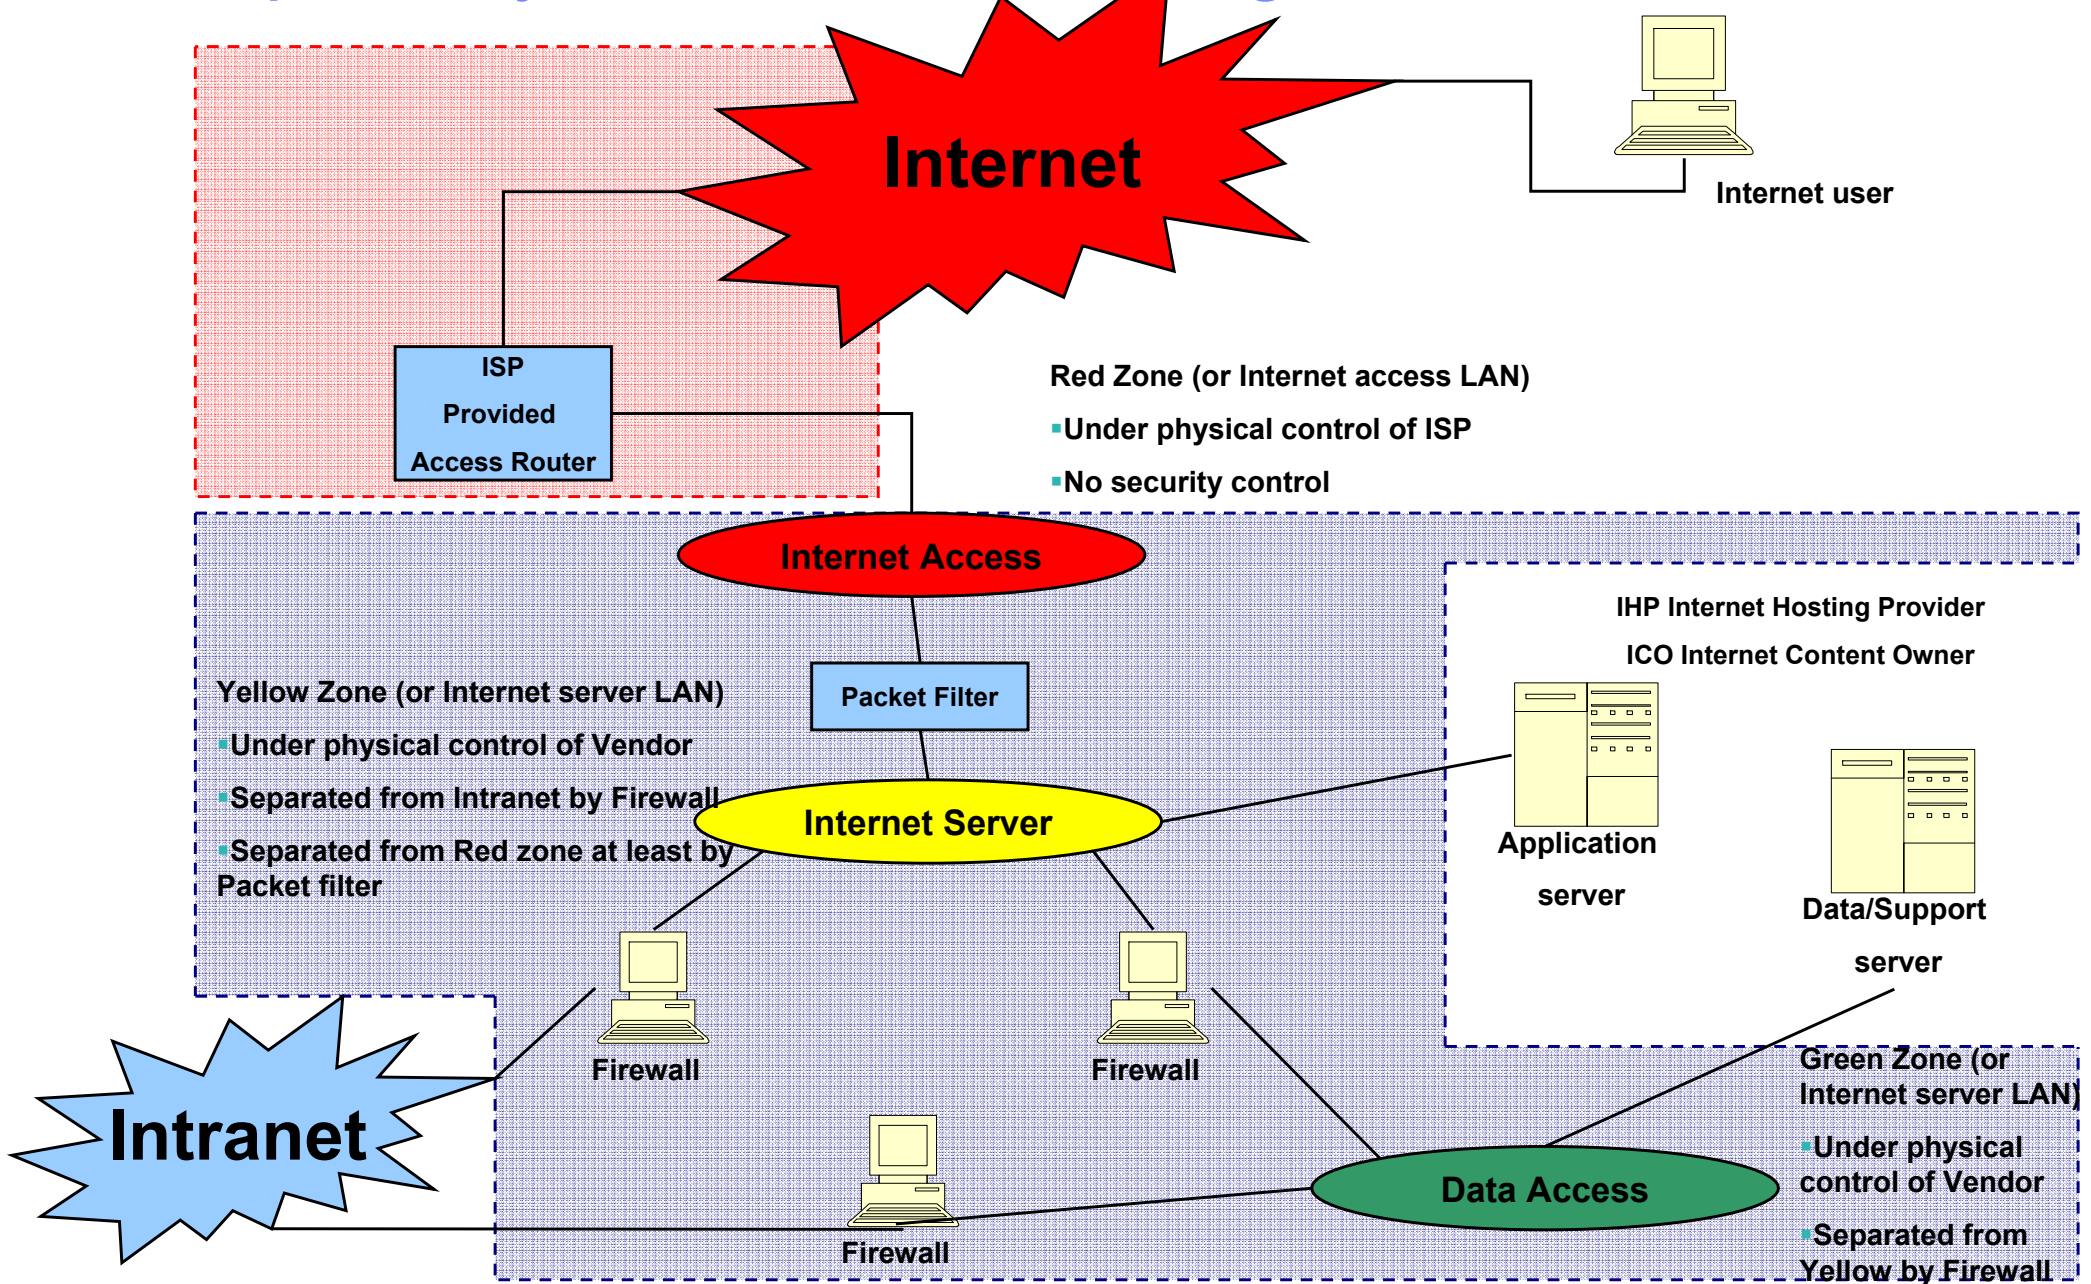 Internet
Internet user
ISP
Provided
Access Router
Red Zone (or Internet access LAN)
▪Under physical control of ISP
▪No security control
Internet Access
IHP Internet Hosting Provider
ICO Internet Content Owner
Packet Filter
Yellow Zone (or Internet server LAN)
▪Under physical control of Vendor
▪Separated from Intranet by Firewall
▪Separated from Red zone at least by
Packet filter
Internet Server
Application
server
Data/Support
server
Firewall
Firewall
Intranet
Firewall
Data Access
Green Zone (or
Internet server LAN)
▪Under physical
control of Vendor
▪Separated from
Yellow by Firewall